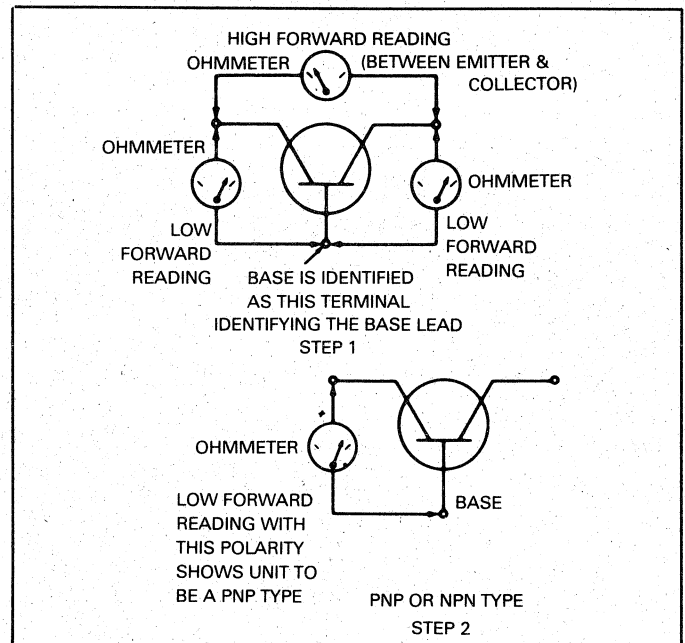 HIGH FORWARD READING
OHMMETER
(BETWEEN EMITTER &
COLLECTOR)
OHMMETER
OHMMETER
LOW
FORWARD
READING
LOW
FORWARD
READING
BASE IS IDENTIFIED
AS THIS TERMINAL
IDENTIFYING THE BASE LEAD
STEP 1
+
OHMMETER
BASE
LOW FORWARD
READING WITH
THIS POLARITY
SHOWS UNIT TO
BE A PNP TYPE
PNP OR NPN TYPE
STEP 2